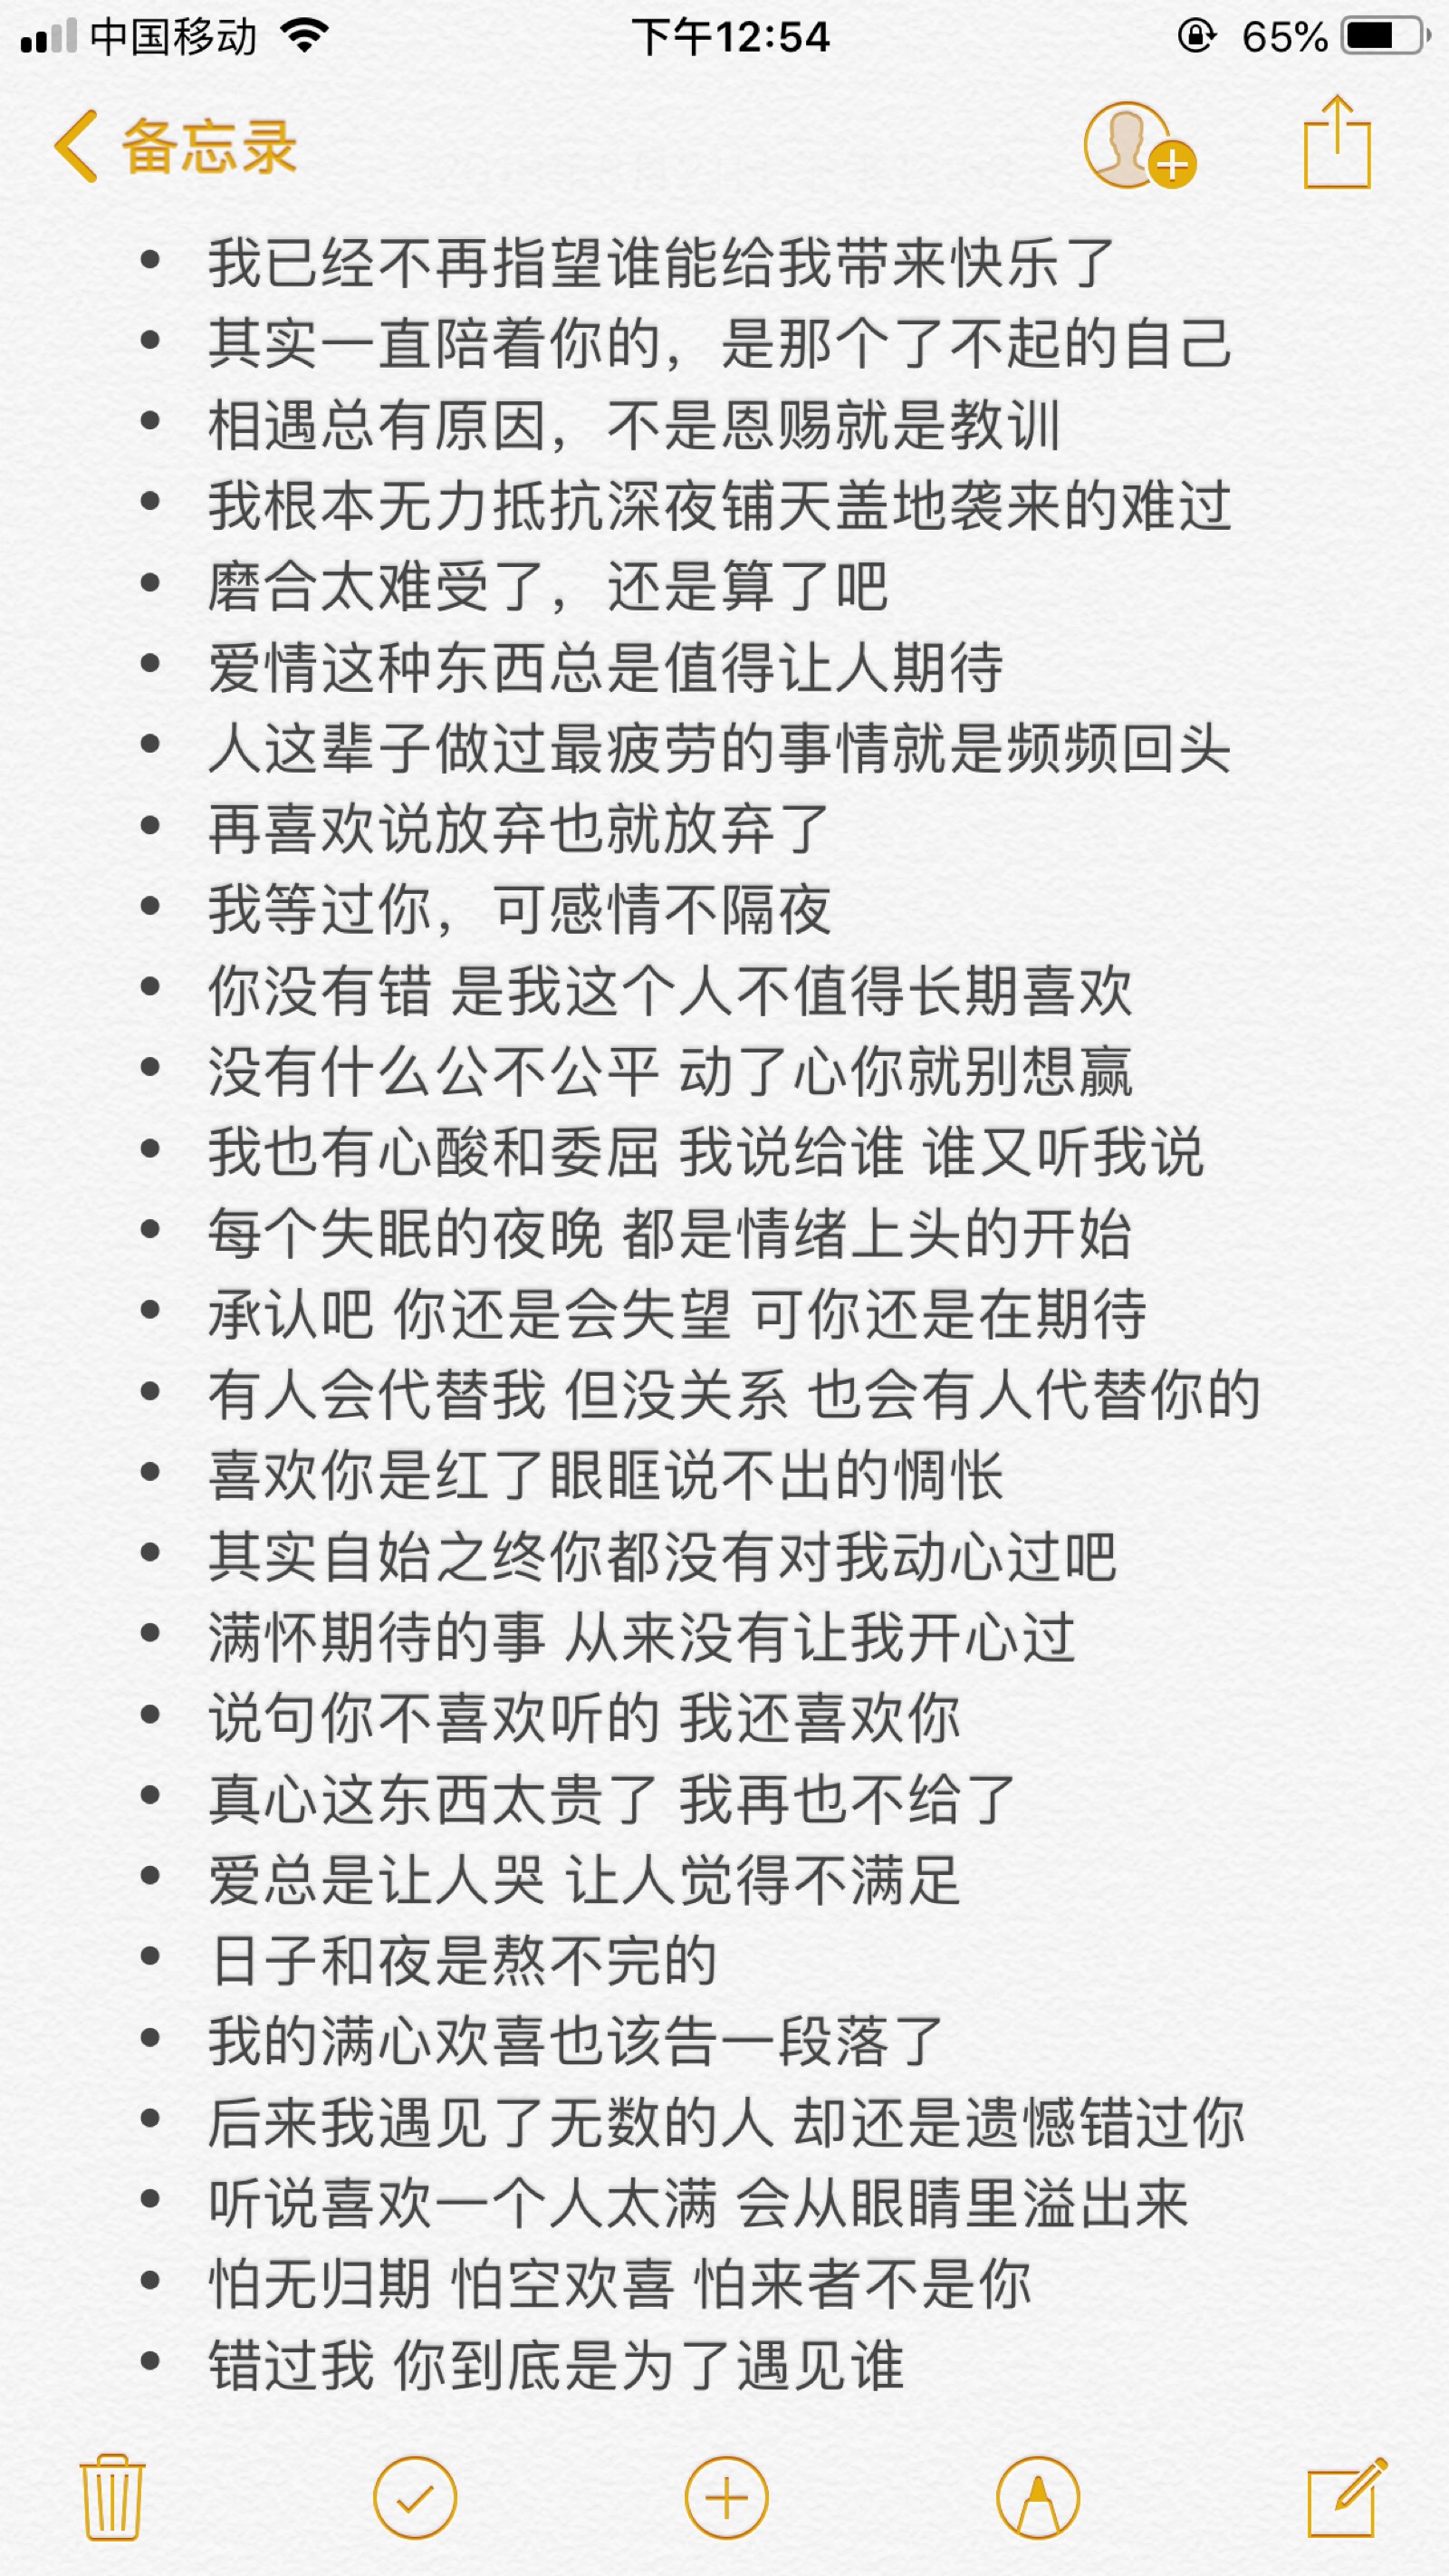 中国移动 下午12:54 65%
备忘录
• 我已经不再指望谁能给我带来快乐了
• 其实一直陪着你的，是那个了不起的自己
• 相遇总有原因，不是恩赐就是教训
• 我根本无力抵抗深夜铺天盖地袭来的难过
• 磨合太难受了，还是算了吧
• 爱情这种东西总是值得让人期待
• 人这辈子做过最疲劳的事情就是频频回头
• 再喜欢说放弃也就放弃了
• 我等过你，可感情不隔夜
• 你没有错 是我这个人不值得长期喜欢
• 没有什么公不公平 动了心你就别想赢
• 我也有心酸和委屈 我说给谁 谁又听我说
• 每个失眠的夜晚 都是情绪上头的开始
• 承认吧 你还是会失望 可你还是在期待
• 有人会代替我 但没关系 也会有人代替你的
• 喜欢你是红了眼眶说不出的惆怅
• 其实自始之终你都没有对我动心过吧
• 满怀期待的事 从来没有让我开心过
• 说句你不喜欢听的 我还喜欢你
• 真心这东西太贵了 我再也不给了
• 爱总是让人哭 让人觉得不满足
• 日子和夜是熬不完的
• 我的满心欢喜也该告一段落了
• 后来我遇见了无数的人 却还是遗憾错过你
• 听说喜欢一个人太满 会从眼睛里溢出来
• 怕无归期 怕空欢喜 怕来者不是你
• 错过我 你到底是为了遇见谁